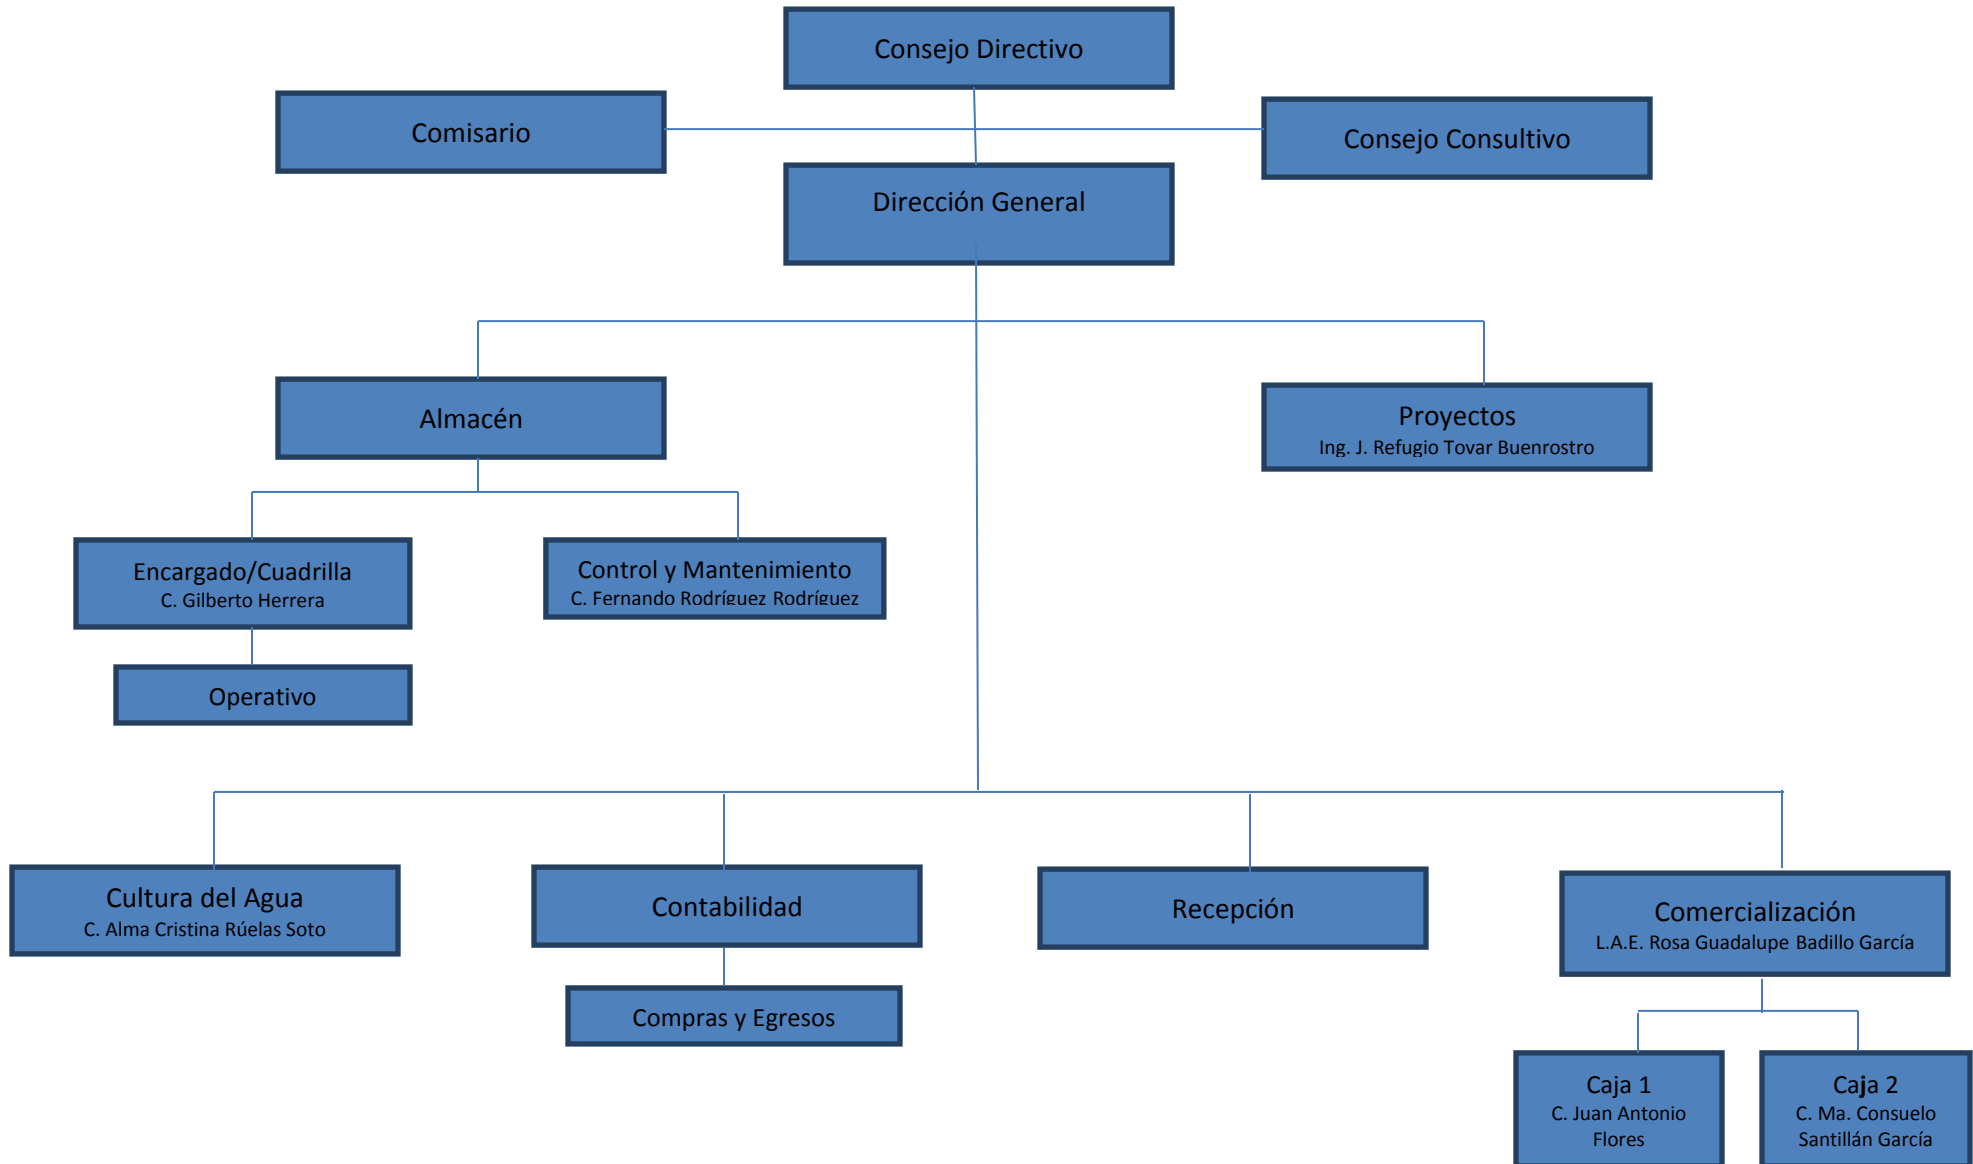 Consejo Directivo
Comisario
Consejo Consultivo
Dirección General
Almacén
Proyectos
Ing. J. Refugio Tovar Buenrostro
Encargado/Cuadrilla
C. Gilberto Herrera
Control y Mantenimiento
C. Fernando Rodríguez Rodríguez
Operativo
Cultura del Agua
C. Alma Cristina Rúelas Soto
Contabilidad
Recepción
Comercialización
L.A.E. Rosa Guadalupe Badillo García
Compras y Egresos
Caja 1
C. Juan Antonio
Flores
Caja 2
C. Ma. Consuelo
Santillán García